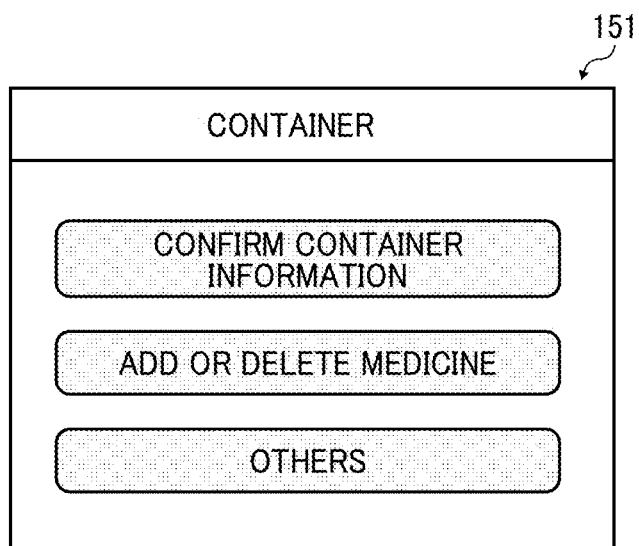 151
CONTAINER
CONFIRM CONTAINER
INFORMATION
ADD OR DELETE MEDICINE
OTHERS